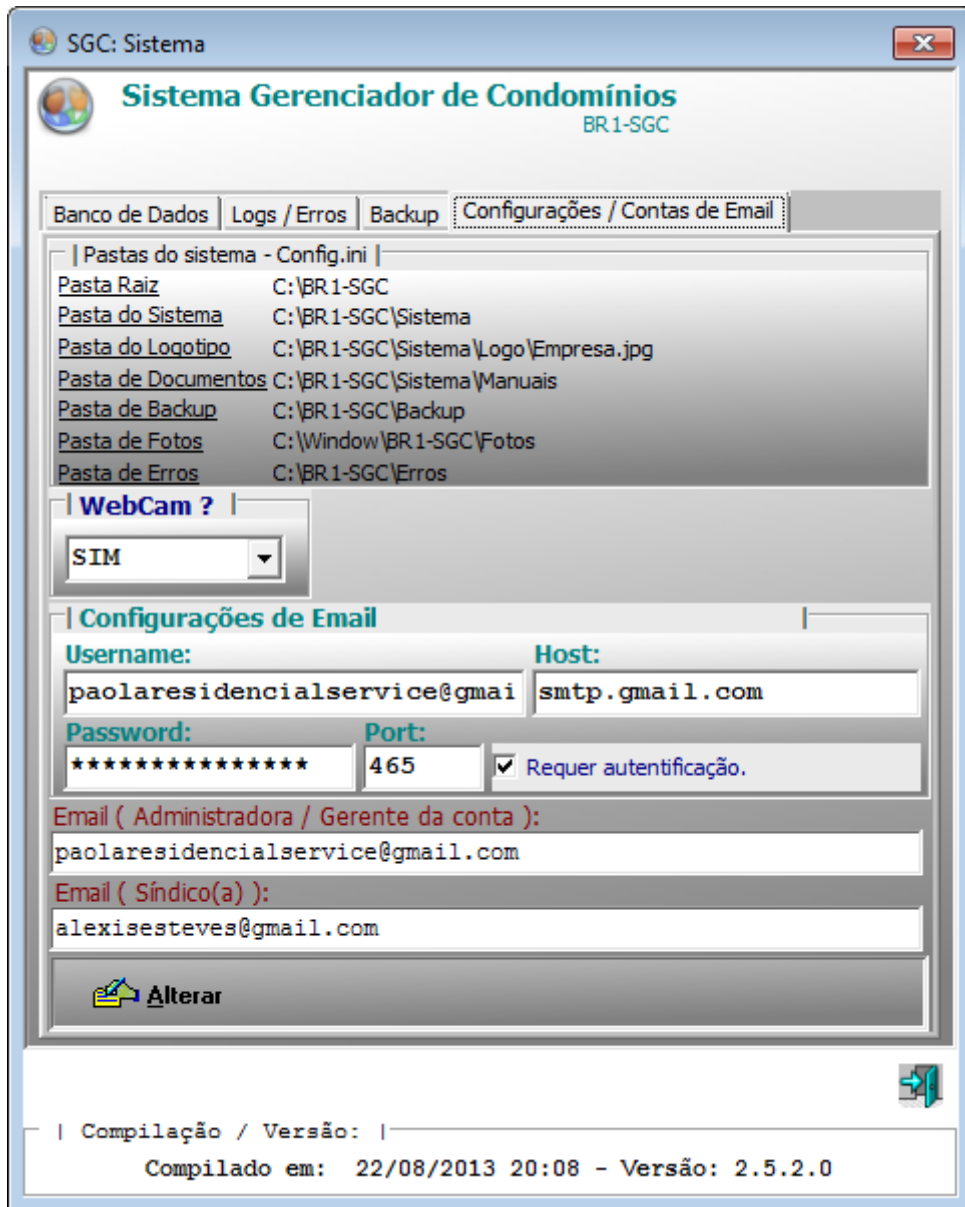 SGC: Sistema
Sistema Gerenciador de Condomínios
BR1-SGC
Banco de Dados Logs / Erros Backup Configurações / Contas de Email
| Pastas do sistema - Config.ini |
Pasta Raiz C:\BR1-SGC
Pasta do Sistema C:\BR1-SGC\Sistema
Pasta do Logotipo C:\BR1-SGC\Sistema\Logo\Empresa.jpg
Pasta de Documentos C:\BR1-SGC\Sistema\Manuais
Pasta de Backup C:\BR1-SGC\Backup
Pasta de Fotos C:\Window\BR1-SGC\Fotos
Pasta de Erros C:\BR1-SGC\Erros
| WebCam ? |
SIM
| Configurações de Email |
Username: Host:
paolaresidencialservice@gmai smtp.gmail.com
Password: Port:
*************** 465 Requer autentificação.
Email ( Administradora / Gerente da conta ):
paolaresidencialservice@gmail.com
Email ( Síndico(a) ):
alexisesteves@gmail.com
Alterar
| Compilação / Versão: |
Compilado em: 22/08/2013 20:08 - Versão: 2.5.2.0